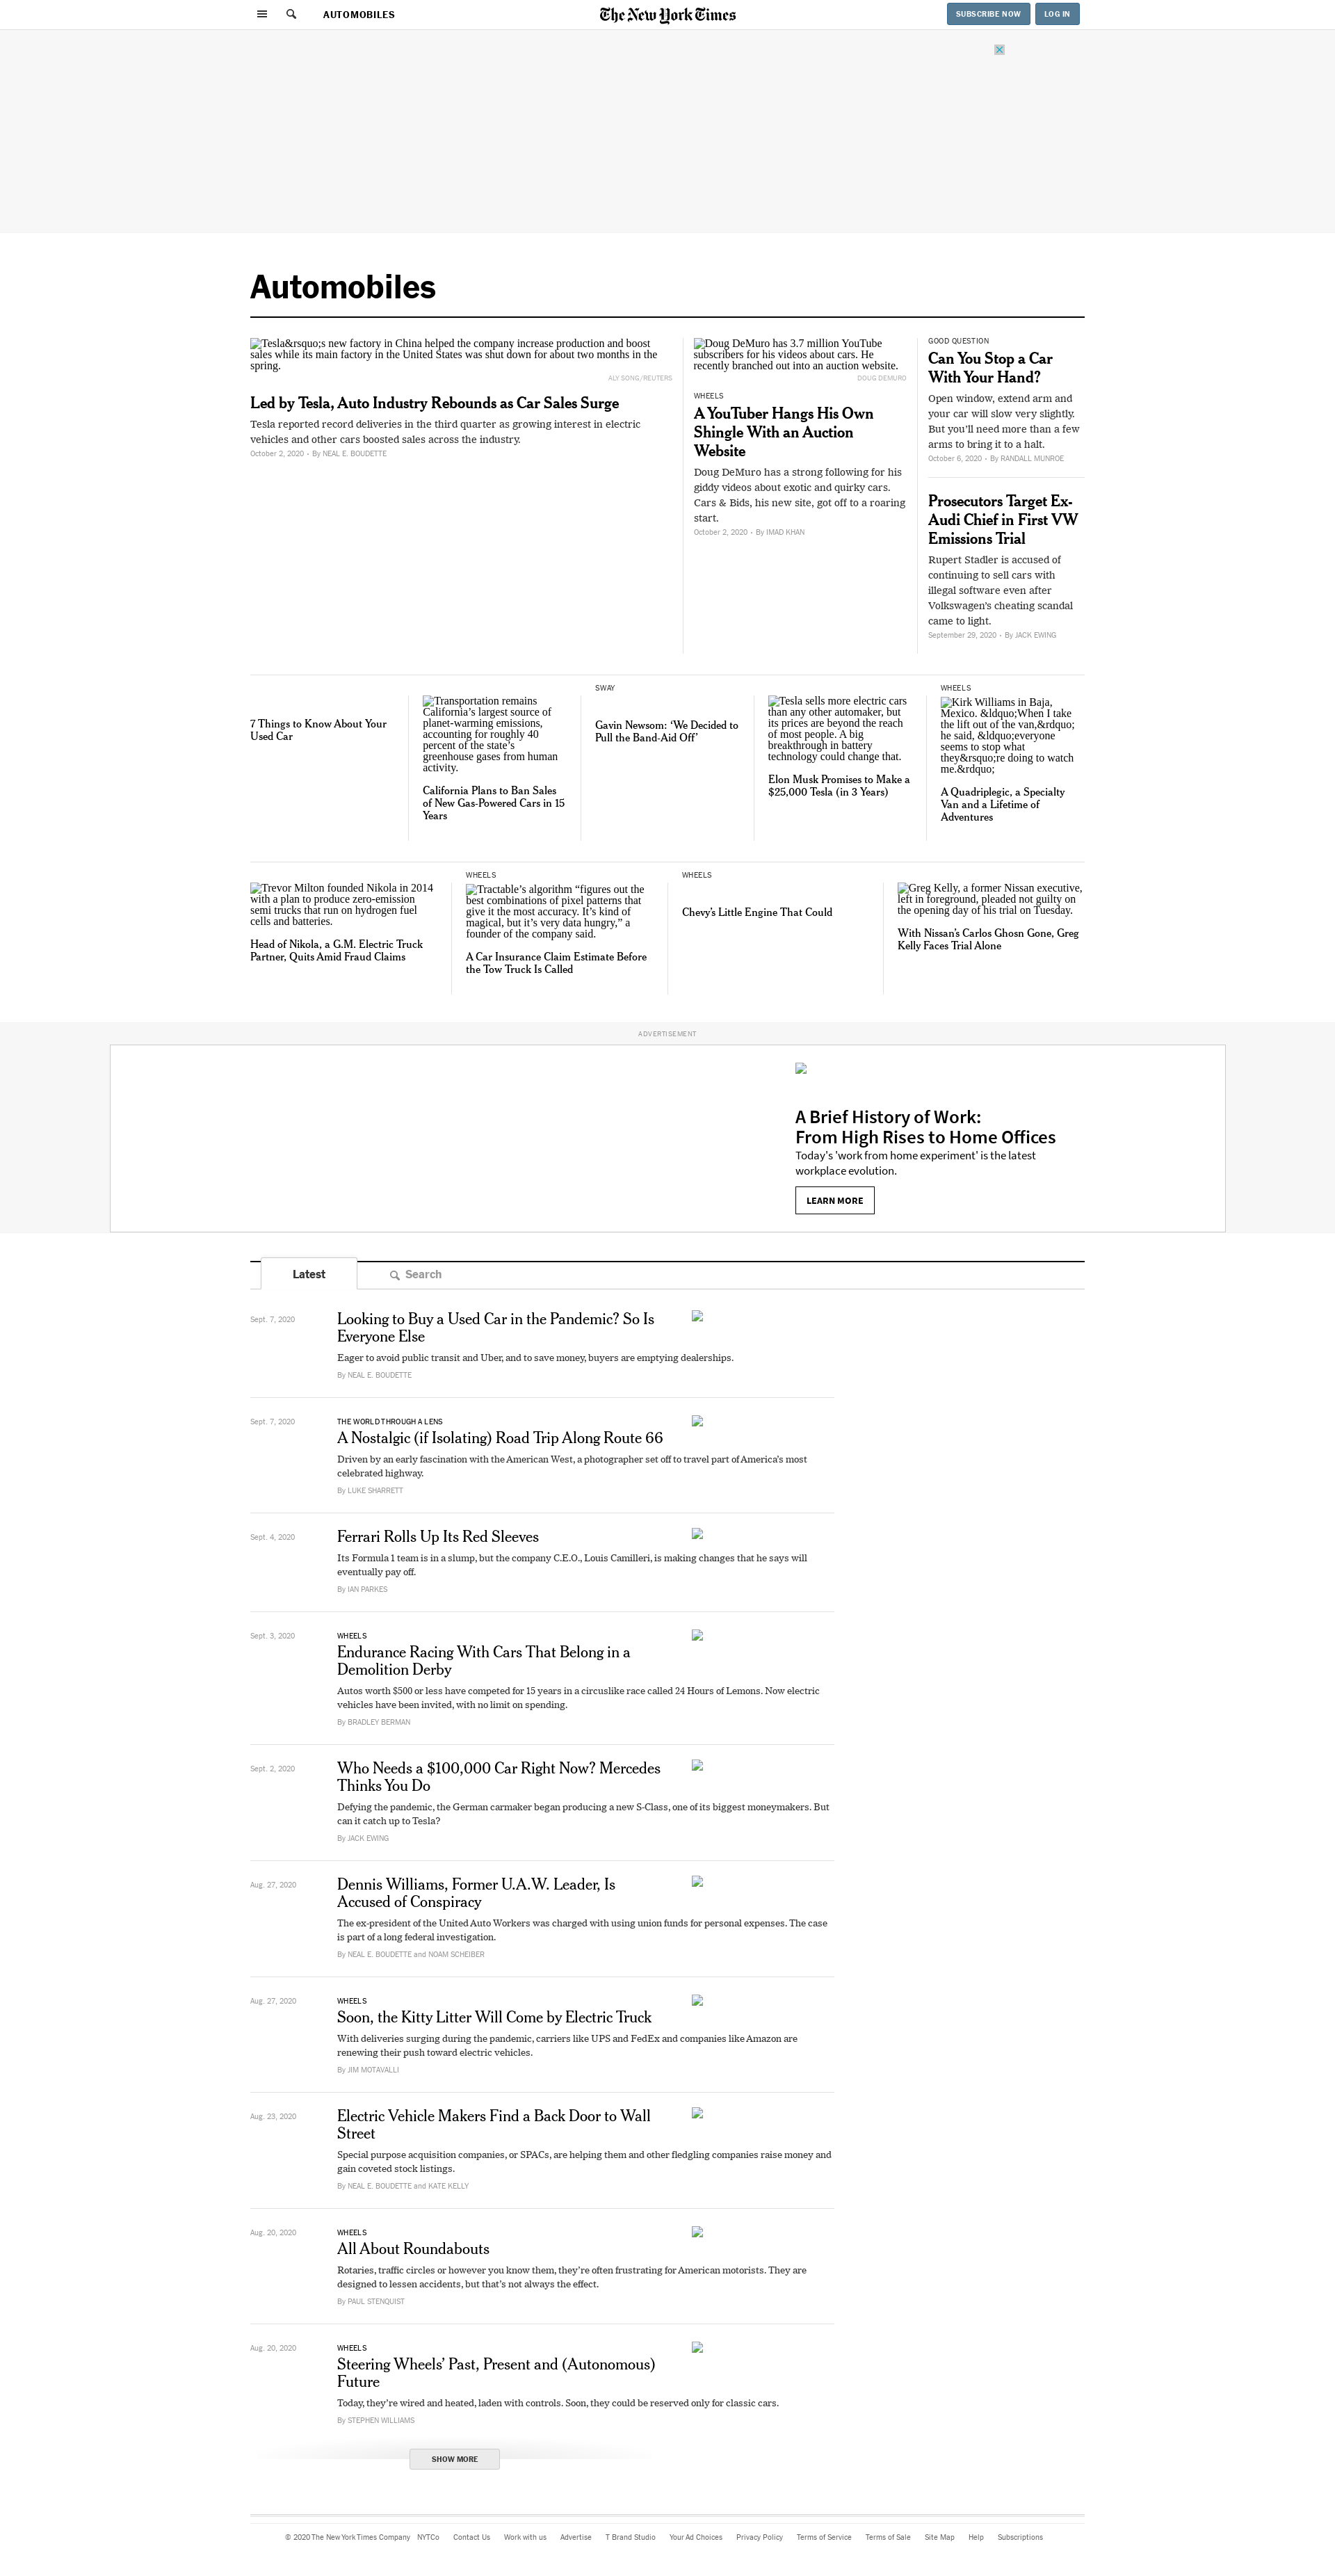 AUTOMOBILES
The New York Times
SUBSCRIBE NOW
LOG IN
Automobiles
Tesla&rsquo;s new factory in China helped the company increase production and boost
sales while its main factory in the United States was shut down for about two months in the
spring.
ALY SONG/REUTERS
Led by Tesla, Auto Industry Rebounds as Car Sales Surge
Tesla reported record deliveries in the third quarter as growing interest in electric
vehicles and other cars boosted sales across the industry.
October 2, 2020 • By NEAL E. BOUDETTE
Doug DeMuro has 3.7 million YouTube
subscribers for his videos about cars. He
recently branched out into an auction website.
DOUG DEMURO
WHEELS
A YouTuber Hangs His Own
Shingle With an Auction
Website
Doug DeMuro has a strong following for his
giddy videos about exotic and quirky cars.
Cars & Bids, his new site, got off to a roaring
start.
October 2, 2020 • By IMAD KHAN
GOOD QUESTION
Can You Stop a Car
With Your Hand?
Open window, extend arm and
your car will slow very slightly.
But you’ll need more than a few
arms to bring it to a halt.
October 6, 2020 • By RANDALL MUNROE
Prosecutors Target Ex-
Audi Chief in First VW
Emissions Trial
Rupert Stadler is accused of
continuing to sell cars with
illegal software even after
Volkswagen’s cheating scandal
came to light.
September 29, 2020 • By JACK EWING
7 Things to Know About Your
Used Car
Transportation remains
California’s largest source of
planet-warming emissions,
accounting for roughly 40
percent of the state’s
greenhouse gases from human
activity.
California Plans to Ban Sales
of New Gas-Powered Cars in 15
Years
SWAY
Gavin Newsom: ‘We Decided to
Pull the Band-Aid Off’
Tesla sells more electric cars
than any other automaker, but
its prices are beyond the reach
of most people. A big
breakthrough in battery
technology could change that.
Elon Musk Promises to Make a
$25,000 Tesla (in 3 Years)
WHEELS
Kirk Williams in Baja,
Mexico. &ldquo;When I take
the lift out of the van,&rdquo;
he said, &ldquo;everyone
seems to stop what
they&rsquo;re doing to watch
me.&rdquo;
A Quadriplegic, a Specialty
Van and a Lifetime of
Adventures
Trevor Milton founded Nikola in 2014
with a plan to produce zero-emission
semi trucks that run on hydrogen fuel
cells and batteries.
Head of Nikola, a G.M. Electric Truck
Partner, Quits Amid Fraud Claims
WHEELS
Tractable’s algorithm “figures out the
best combinations of pixel patterns that
give it the most accuracy. It’s kind of
magical, but it’s very data hungry,” a
founder of the company said.
A Car Insurance Claim Estimate Before
the Tow Truck Is Called
WHEELS
Chevy’s Little Engine That Could
Greg Kelly, a former Nissan executive,
left in foreground, pleaded not guilty on
the opening day of his trial on Tuesday.
With Nissan’s Carlos Ghosn Gone, Greg
Kelly Faces Trial Alone
ADVERTISEMENT
A Brief History of Work:
From High Rises to Home Offices
Today's 'work from home experiment' is the latest
workplace evolution.
LEARN MORE
Latest
Search
Sept. 7, 2020
Looking to Buy a Used Car in the Pandemic? So Is
Everyone Else
Eager to avoid public transit and Uber, and to save money, buyers are emptying dealerships.
By NEAL E. BOUDETTE
Sept. 7, 2020
THE WORLD THROUGH A LENS
A Nostalgic (if Isolating) Road Trip Along Route 66
Driven by an early fascination with the American West, a photographer set off to travel part of America’s most
celebrated highway.
By LUKE SHARRETT
Sept. 4, 2020
Ferrari Rolls Up Its Red Sleeves
Its Formula 1 team is in a slump, but the company C.E.O., Louis Camilleri, is making changes that he says will
eventually pay off.
By IAN PARKES
Sept. 3, 2020
WHEELS
Endurance Racing With Cars That Belong in a
Demolition Derby
Autos worth $500 or less have competed for 15 years in a circuslike race called 24 Hours of Lemons. Now electric
vehicles have been invited, with no limit on spending.
By BRADLEY BERMAN
Sept. 2, 2020
Who Needs a $100,000 Car Right Now? Mercedes
Thinks You Do
Defying the pandemic, the German carmaker began producing a new S-Class, one of its biggest moneymakers. But
can it catch up to Tesla?
By JACK EWING
Aug. 27, 2020
Dennis Williams, Former U.A.W. Leader, Is
Accused of Conspiracy
The ex-president of the United Auto Workers was charged with using union funds for personal expenses. The case
is part of a long federal investigation.
By NEAL E. BOUDETTE and NOAM SCHEIBER
Aug. 27, 2020
WHEELS
Soon, the Kitty Litter Will Come by Electric Truck
With deliveries surging during the pandemic, carriers like UPS and FedEx and companies like Amazon are
renewing their push toward electric vehicles.
By JIM MOTAVALLI
Aug. 23, 2020
Electric Vehicle Makers Find a Back Door to Wall
Street
Special purpose acquisition companies, or SPACs, are helping them and other fledgling companies raise money and
gain coveted stock listings.
By NEAL E. BOUDETTE and KATE KELLY
Aug. 20, 2020
WHEELS
All About Roundabouts
Rotaries, traffic circles or however you know them, they’re often frustrating for American motorists. They are
designed to lessen accidents, but that’s not always the effect.
By PAUL STENQUIST
Aug. 20, 2020
WHEELS
Steering Wheels’ Past, Present and (Autonomous)
Future
Today, they’re wired and heated, laden with controls. Soon, they could be reserved only for classic cars.
By STEPHEN WILLIAMS
SHOW MORE
© 2020 The New York Times Company NYTCo Contact Us Work with us Advertise T Brand Studio Your Ad Choices Privacy Policy Terms of Service Terms of Sale Site Map Help Subscriptions